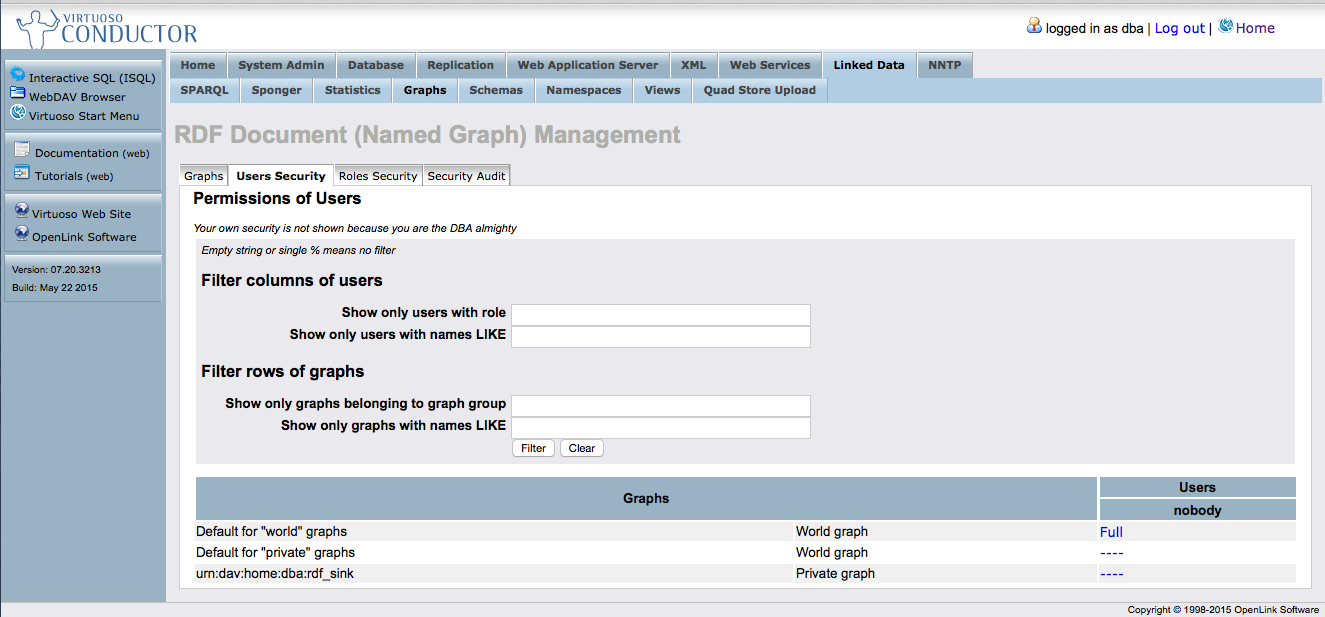 VIRTUOSO
CONDUCTOR
logged in as dba | Log out | Home
Interactive SQL (ISQL)
WebDAV Browser
Virtuoso Start Menu
Documentation (web)
Tutorials (web)
Virtuoso Web Site
OpenLink Software
Version: 07.20.3213
Build: May 22 2015
Home System Admin Database Replication Web Application Server XML Web Services Linked Data NNTP
SPARQL Sponger Statistics Graphs Schemas Namespaces Views Quad Store Upload
RDF Document (Named Graph) Management
Graphs Users Security Roles Security Security Audit
Permissions of Users
Your own security is not shown because you are the DBA almighty
Empty string or single % means no filter
Filter columns of users
Show only users with role
Show only users with names LIKE
Filter rows of graphs
Show only graphs belonging to graph group
Show only graphs with names LIKE
Filter Clear
Graphs Users
nobody
Default for "world" graphs World graph Full
Default for "private" graphs World graph ----
urn:dav:home:dba:rdf_sink Private graph ----
Copyright © 1998-2015 OpenLink Software